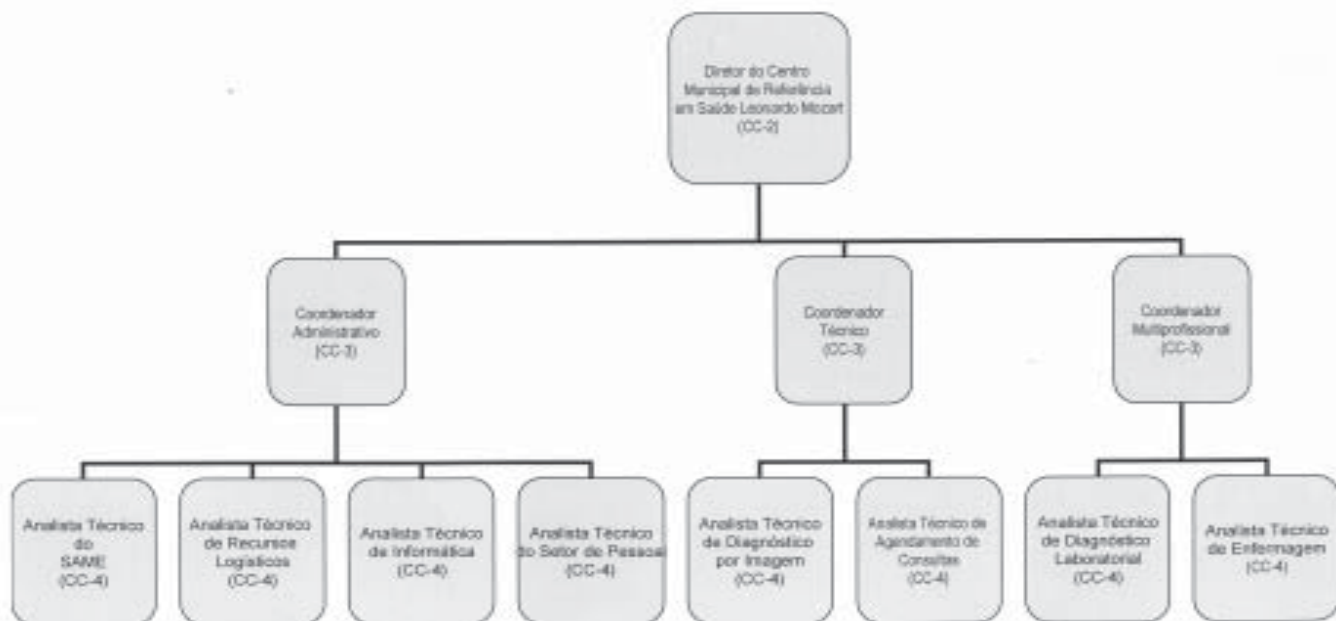 Diretor do Centro
Municipal de Referência
em Saúde Leonardo Mozart
(CC-2)
Coordenador
Administrativo
(CC-3)
Coordenador
Técnico
(CC-3)
Coordenador
Multiprofissional
(CC-3)
Analista Técnico
do
SAME
(CC-4)
Analista Técnico
de Recursos
Logísticos
(CC-4)
Analista Técnico
de Informática
(CC-4)
Analista Técnico
do Setor de Pessoal
(CC-4)
Analista Técnico
de Diagnóstico
por Imagem
(CC-4)
Analista Técnico de
Agendamento de
Consultas
(CC-4)
Analista Técnico
de Diagnóstico
Laboratorial
(CC-4)
Analista Técnico
de Enfermagem
(CC-4)